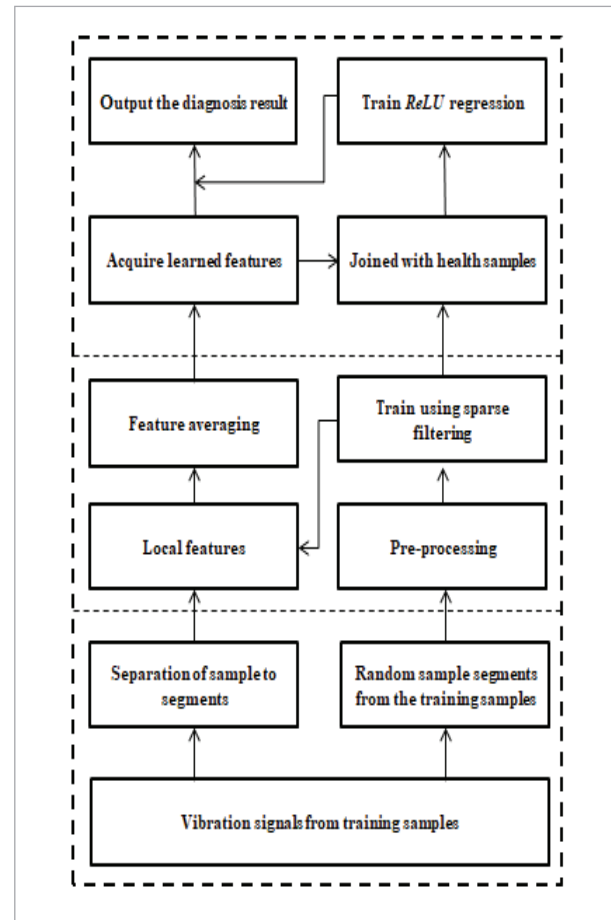 Output the diagnosis result
Train ReLU regression
Acquire learned features
Joined with health samples
Feature averaging
Train using sparse
filtering
Local features
Pre-processing
Separation of sample to
segments
Random sample segments
from the training samples
Vibration signals from training samples